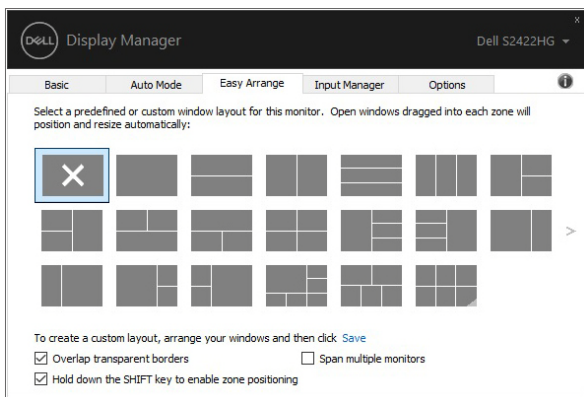 DELL Display Manager
Dell S2422HG
Basic Auto Mode Easy Arrange Input Manager Options
Select a predefined or custom window layout for this monitor. Open windows dragged into each zone will
position and resize automatically:
To create a custom layout, arrange your windows and then click Save
Overlap transparent borders Span multiple monitors
Hold down the SHIFT key to enable zone positioning